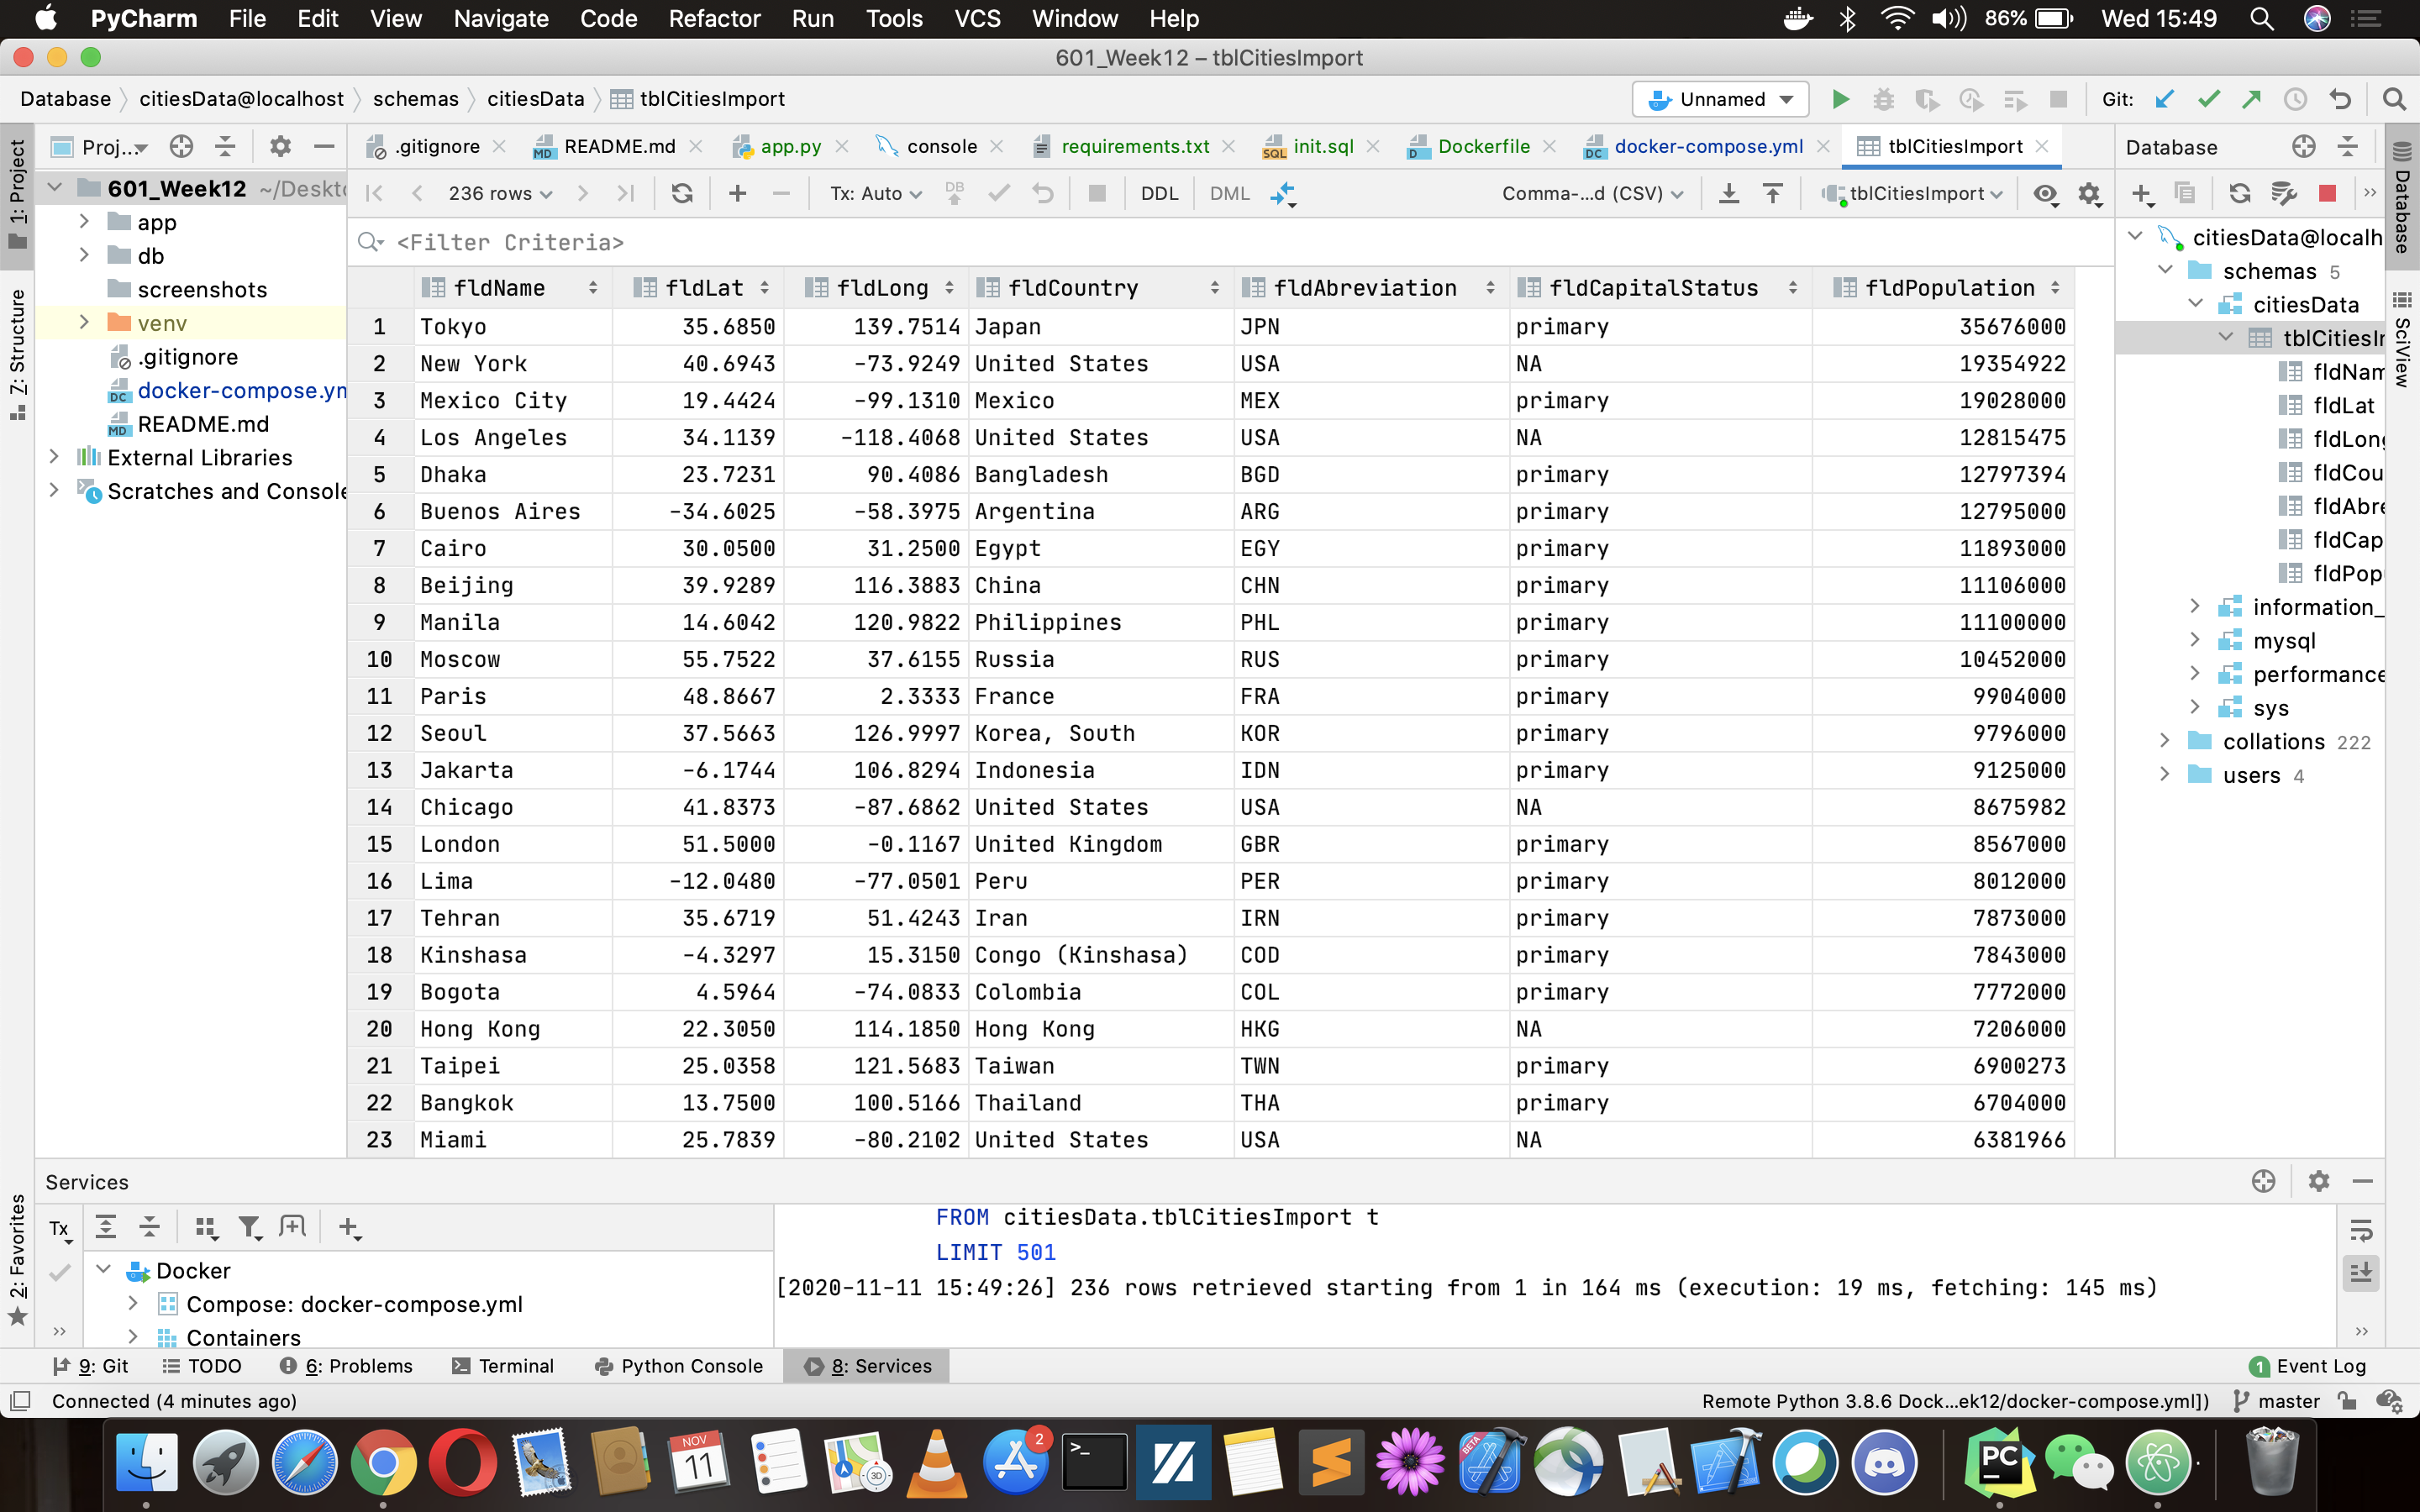 PyCharm File Edit View Navigate Code Refactor Run Tools VCS Window Help 86% Wed 15:49
601_Week12 – tblCitiesImport
Database citiesData@localhost schemas citiesData tblCitiesImport Unnamed Git:
1: Project
Z: Structure
2: Favorites
Proj...
.gitignore README.md app.py console requirements.txt init.sql Dockerfile docker-compose.yml tblCitiesImport
Database
Database
SciView
601_Week12 ~/Deskto
app
db
screenshots
venv
.gitignore
docker-compose.ym
README.md
External Libraries
Scratches and Console
236 rows Tx: Auto DB DDL DML Comma-...d (CSV) tblCitiesImport
<Filter Criteria>
fldName fldLat fldLong fldCountry fldAbreviation fldCapitalStatus fldPopulation
1 Tokyo 35.6850 139.7514 Japan JPN primary 35676000
2 New York 40.6943 -73.9249 United States USA NA 19354922
3 Mexico City 19.4424 -99.1310 Mexico MEX primary 19028000
4 Los Angeles 34.1139 -118.4068 United States USA NA 12815475
5 Dhaka 23.7231 90.4086 Bangladesh BGD primary 12797394
6 Buenos Aires -34.6025 -58.3975 Argentina ARG primary 12795000
7 Cairo 30.0500 31.2500 Egypt EGY primary 11893000
8 Beijing 39.9289 116.3883 China CHN primary 11106000
9 Manila 14.6042 120.9822 Philippines PHL primary 11100000
10 Moscow 55.7522 37.6155 Russia RUS primary 10452000
11 Paris 48.8667 2.3333 France FRA primary 9904000
12 Seoul 37.5663 126.9997 Korea, South KOR primary 9796000
13 Jakarta -6.1744 106.8294 Indonesia IDN primary 9125000
14 Chicago 41.8373 -87.6862 United States USA NA 8675982
15 London 51.5000 -0.1167 United Kingdom GBR primary 8567000
16 Lima -12.0480 -77.0501 Peru PER primary 8012000
17 Tehran 35.6719 51.4243 Iran IRN primary 7873000
18 Kinshasa -4.3297 15.3150 Congo (Kinshasa) COD primary 7843000
19 Bogota 4.5964 -74.0833 Colombia COL primary 7772000
20 Hong Kong 22.3050 114.1850 Hong Kong HKG NA 7206000
21 Taipei 25.0358 121.5683 Taiwan TWN primary 6900273
22 Bangkok 13.7500 100.5166 Thailand THA primary 6704000
23 Miami 25.7839 -80.2102 United States USA NA 6381966
citiesData@localh
schemas 5
citiesData
tblCitiesIr
fldNam
fldLat
fldLong
fldCou
fldAbre
fldCap
fldPop
information_
mysql
performance
sys
collations 222
users 4
Services
Tx
Docker
Compose: docker-compose.yml
Containers
FROM citiesData.tblCitiesImport t
LIMIT 501
[2020-11-11 15:49:26] 236 rows retrieved starting from 1 in 164 ms (execution: 19 ms, fetching: 145 ms)
9: Git TODO 6: Problems Terminal Python Console 8: Services 1 Event Log
Connected (4 minutes ago) Remote Python 3.8.6 Dock...ek12/docker-compose.yml]) master
NOV
11
3D
2
BETA
PC